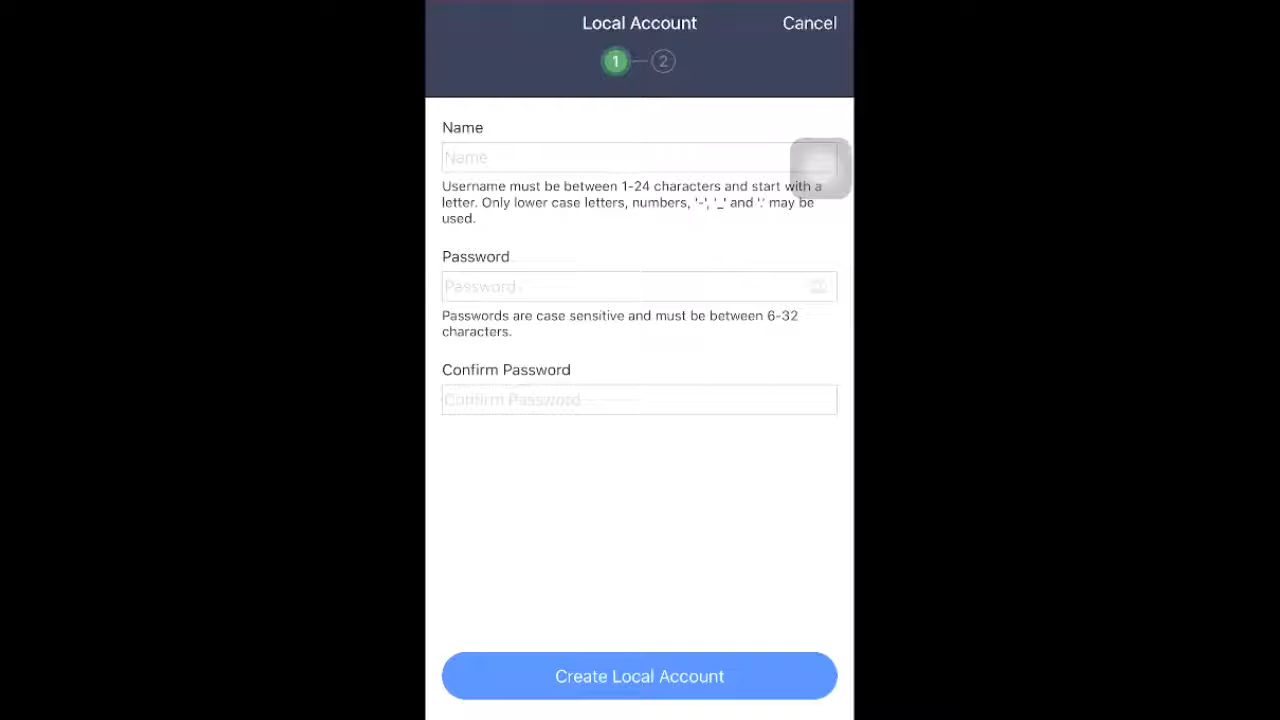 Local Account
Cancel
1
2
Name
Name
Username must be between 1-24 characters and start with a
letter. Only lower case letters, numbers, '-', '_' and '.' may be
used.
Password
Password
Passwords are case sensitive and must be between 6-32
characters.
Confirm Password
Confirm Password
Create Local Account